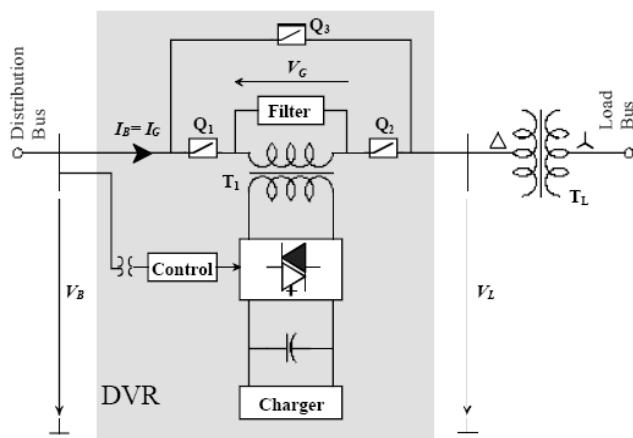 Q3
VG
Distribution
Bus
IB= IG
Q1
Filter
Q2
Load
Bus
T1
TL
Control
VB
VL
DVR
Charger